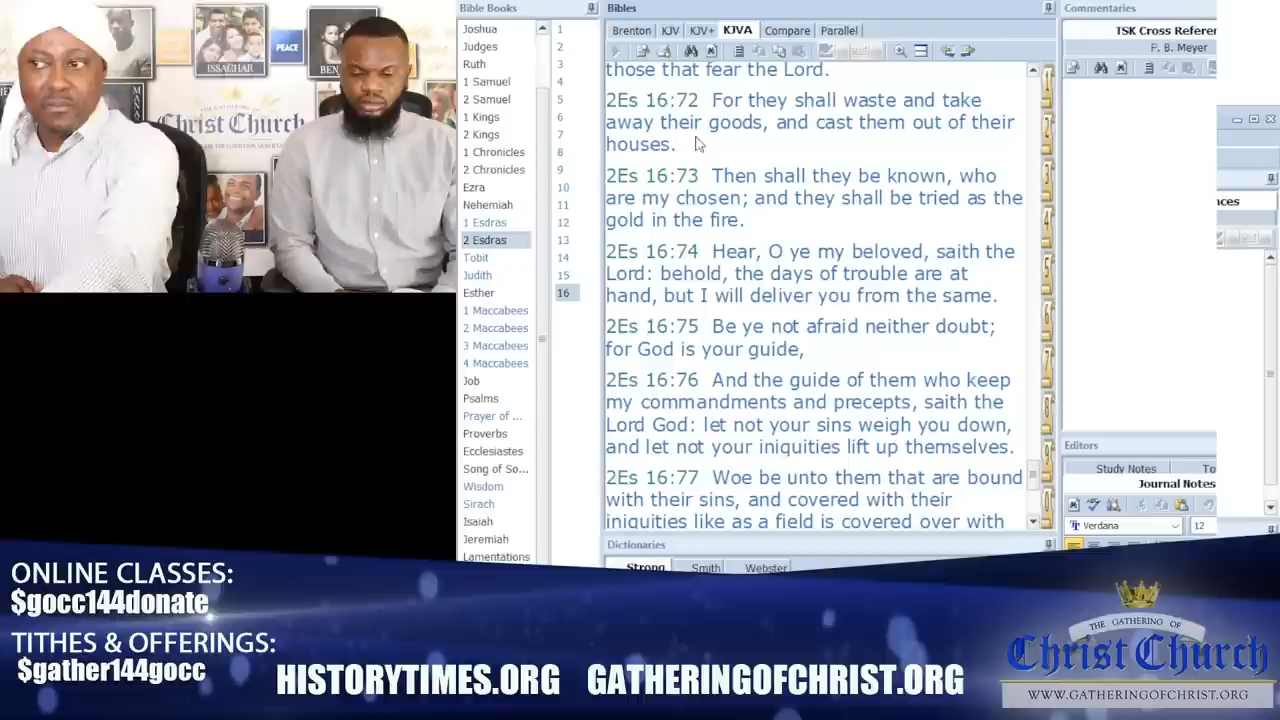 ISSACHAR
PEACE
BEN
THE GATHERING OF
Christ Church
Bible Books
Joshua
Judges
Ruth
1 Samuel
2 Samuel
1 Kings
2 Kings
1 Chronicles
2 Chronicles
Ezra
Nehemiah
1 Esdras
2 Esdras
Tobit
Judith
Esther
1 Maccabees
2 Maccabees
3 Maccabees
4 Maccabees
Job
Psalms
Prayer of ...
Proverbs
Ecclesiastes
Song of So...
Wisdom
Sirach
Isaiah
Jeremiah
Lamentations
1
2
3
4
5
6
7
8
9
10
11
12
13
14
15
16
Bibles
Brenton KJV KJV+ KJVA Compare Parallel
those that fear the Lord.
2Es 16:72 For they shall waste and take
away their goods, and cast them out of their
houses.
2Es 16:73 Then shall they be known, who
are my chosen; and they shall be tried as the
gold in the fire.
2Es 16:74 Hear, O ye my beloved, saith the
Lord: behold, the days of trouble are at
hand, but I will deliver you from the same.
2Es 16:75 Be ye not afraid neither doubt;
for God is your guide,
2Es 16:76 And the guide of them who keep
my commandments and precepts, saith the
Lord God: let not your sins weigh you down,
and let not your iniquities lift up themselves.
2Es 16:77 Woe be unto them that are bound
with their sins, and covered with their
iniquities like as a field is covered over with
Dictionaries
Strong Smith Webster
Commentaries
TSK Cross Refer
F. B. Meyer
nces
Editors
Study Notes To
Journal Notes
Verdana 12
ONLINE CLASSES:
$gocc144donate
TITHES & OFFERINGS:
$gather144gocc
HISTORYTIMES.ORG GATHERINGOFCHRIST.ORG
THE GATHERING OF
Christ Church
WWW.GATHERINGOFCHRIST.ORG